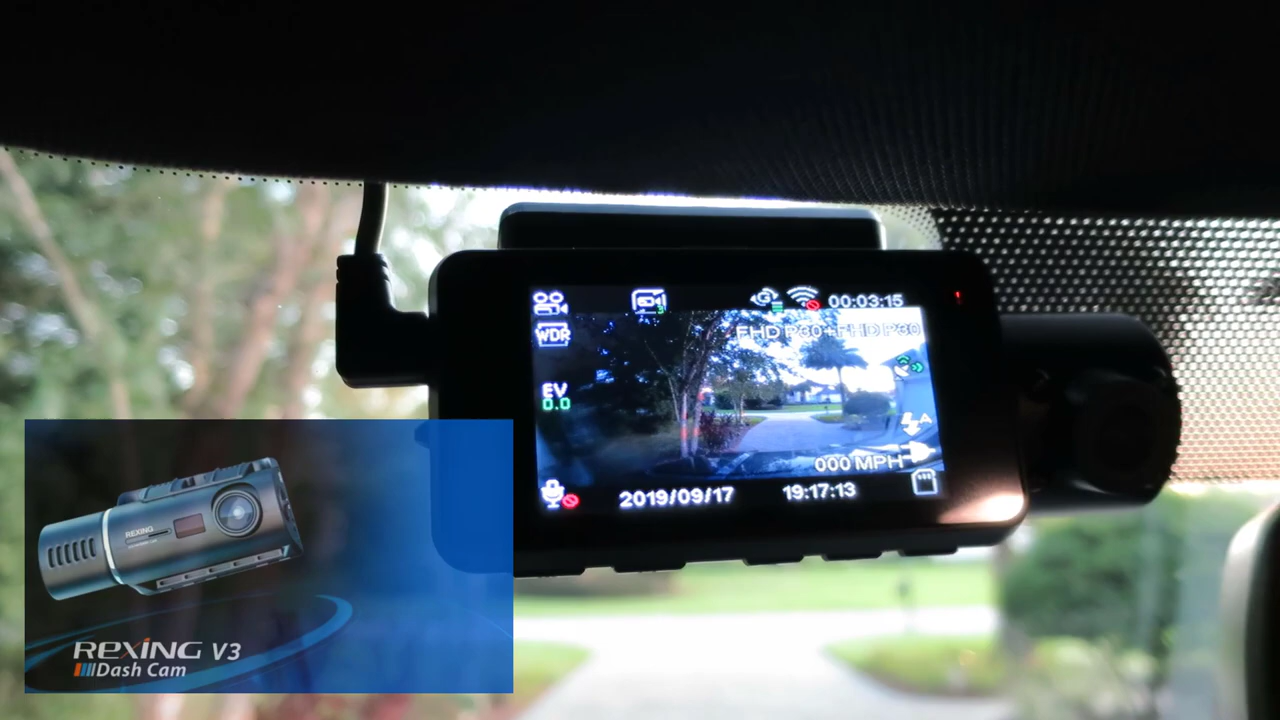 00:03:15
WDR
FHD P30+FHD P30
EV
0.0
000 MPH
2019/09/17 19:17:13
REXING
REXING V3
Dash Cam